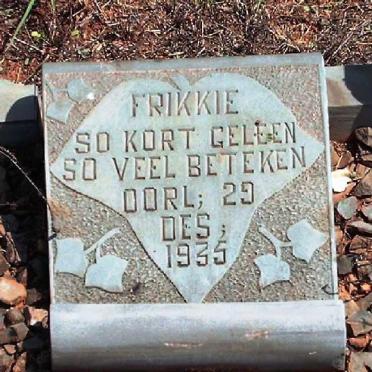 FRIKKIE
SO KORT GELEEN
SO VEEL BETEKEN
OORL; 29
DES;
1935